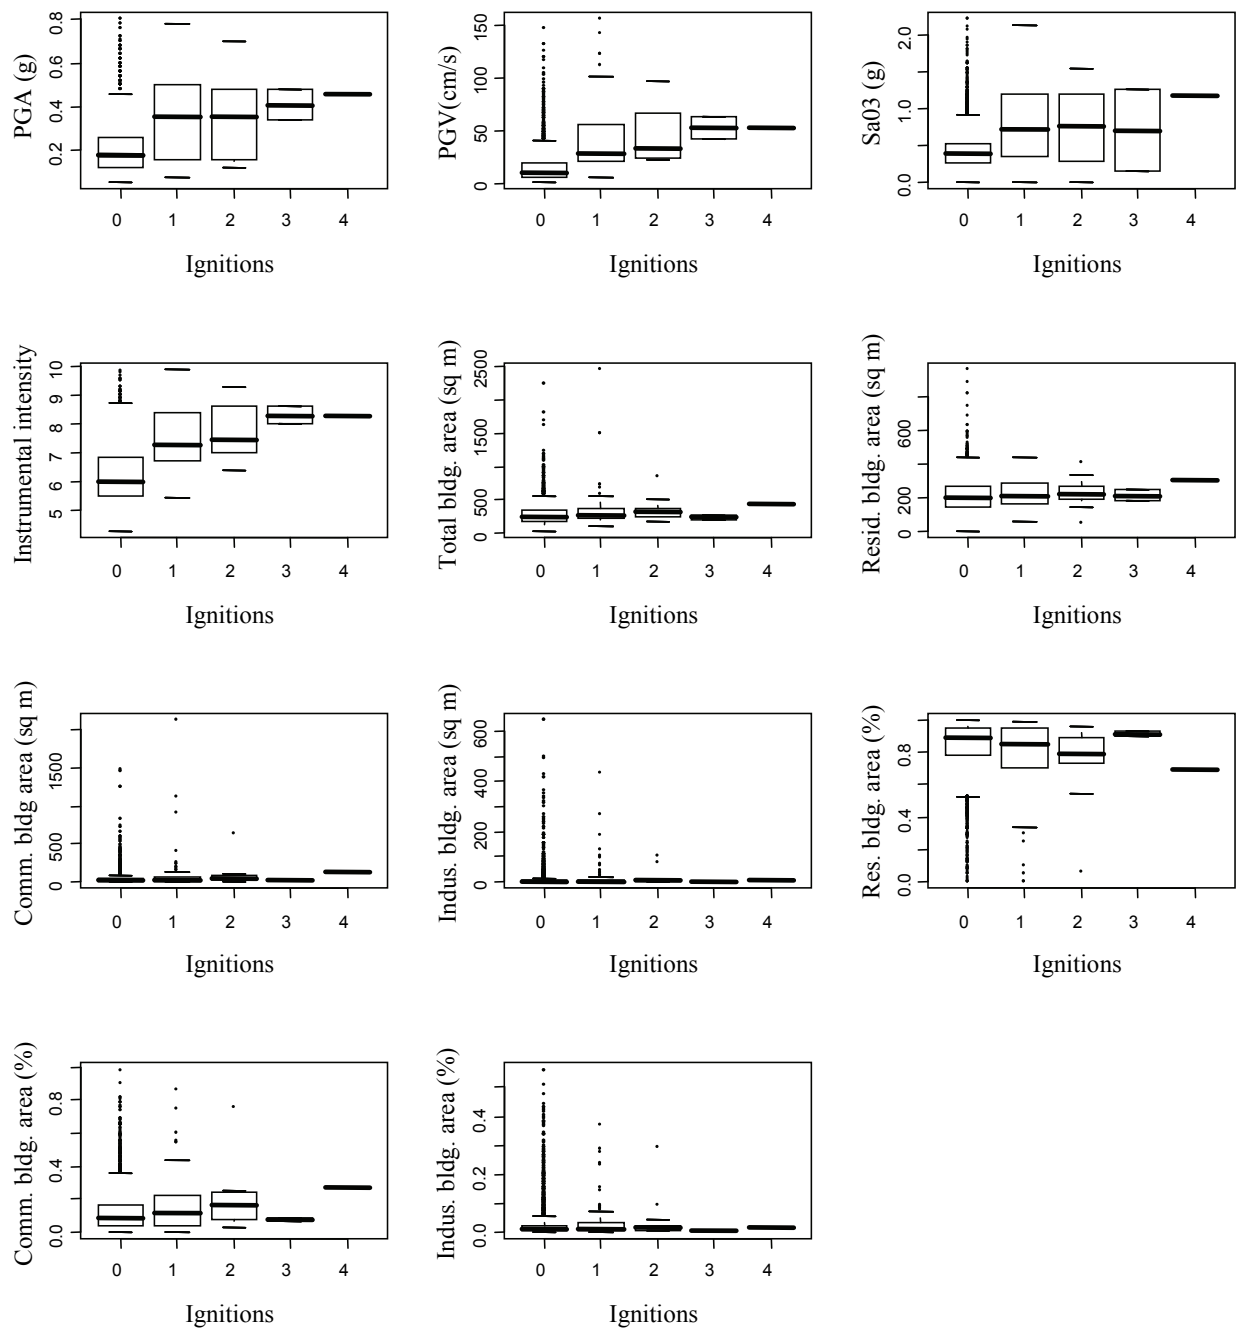 PGA (g)
0.2 0.4 0.6 0.8
0 1 2 3 4
Ignitions
PGV(cm/s)
0 50 100 150
0 1 2 3 4
Ignitions
Sa03 (g)
0.0 1.0 2.0
0 1 2 3 4
Ignitions
Instrumental intensity
5 6 7 8 9 10
0 1 2 3 4
Ignitions
Total bldg. area (sq m)
0 500 1500 2500
0 1 2 3 4
Ignitions
Resid. bldg. area (sq m)
0 200 600
0 1 2 3 4
Ignitions
Comm. bldg area (sq m)
0 500 1500
0 1 2 3 4
Ignitions
Indus. bldg. area (sq m)
0 200 400 600
0 1 2 3 4
Ignitions
Res. bldg. area (%)
0.0 0.4 0.8
0 1 2 3 4
Ignitions
Comm. bldg. area (%)
0.0 0.4 0.8
0 1 2 3 4
Ignitions
Indus. bldg. area (%)
0.0 0.2 0.4
0 1 2 3 4
Ignitions